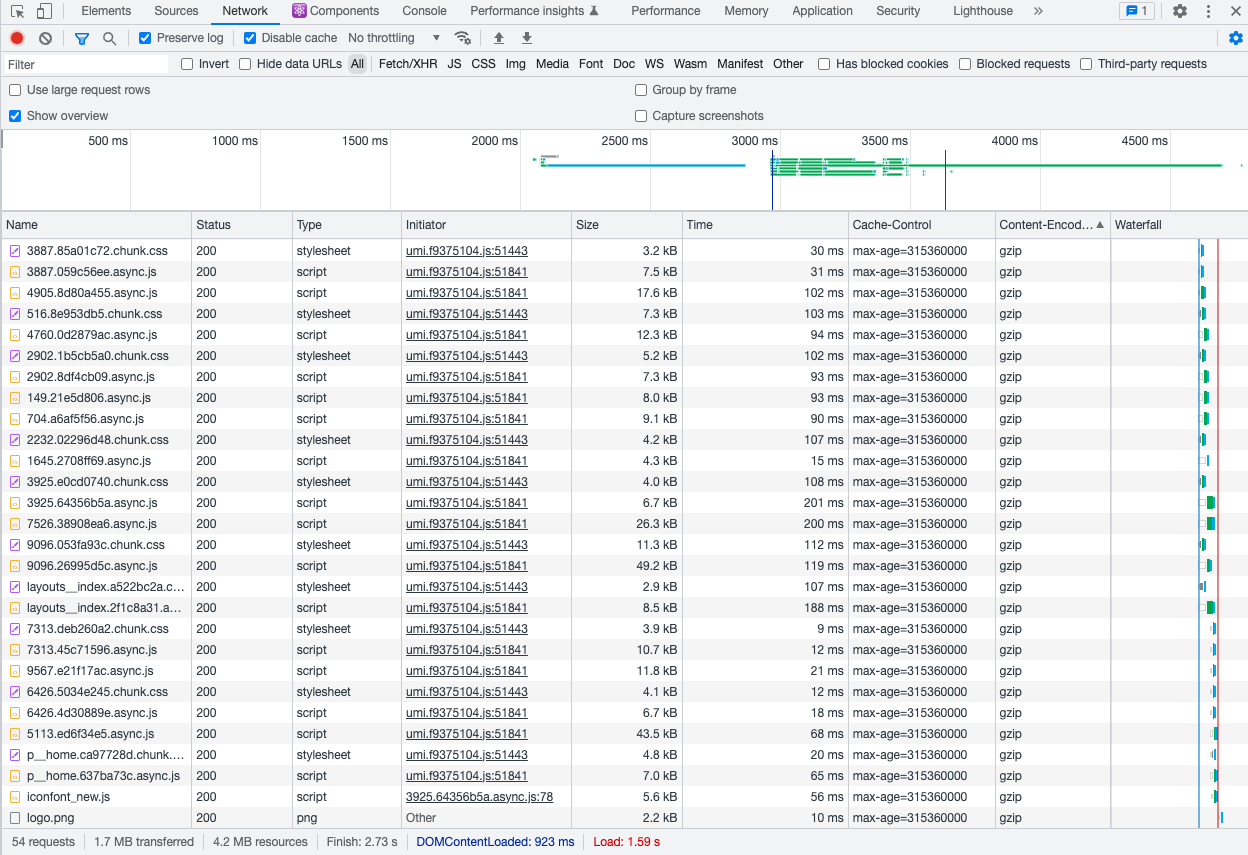 Elements Sources Network Components Console Performance insights Performance Memory Application Security Lighthouse » 1
Preserve log Disable cache No throttling
Filter Invert Hide data URLs All Fetch/XHR JS CSS Img Media Font Doc WS Wasm Manifest Other Has blocked cookies Blocked requests Third-party requests
Use large request rows Group by frame
Show overview Capture screenshots
500 ms 1000 ms 1500 ms 2000 ms 2500 ms 3000 ms 3500 ms 4000 ms 4500 ms
Name Status Type Initiator Size Time Cache-Control Content-Encod... Waterfall
3887.85a01c72.chunk.css 200 stylesheet umi.f9375104.js:51443 3.2 kB 30 ms max-age=315360000 gzip
3887.059c56ee.async.js 200 script umi.f9375104.js:51841 7.5 kB 31 ms max-age=315360000 gzip
4905.8d80a455.async.js 200 script umi.f9375104.js:51841 17.6 kB 102 ms max-age=315360000 gzip
516.8e953db5.chunk.css 200 stylesheet umi.f9375104.js:51443 7.3 kB 103 ms max-age=315360000 gzip
4760.0d2879ac.async.js 200 script umi.f9375104.js:51841 12.3 kB 94 ms max-age=315360000 gzip
2902.1b5cb5a0.chunk.css 200 stylesheet umi.f9375104.js:51443 5.2 kB 102 ms max-age=315360000 gzip
2902.8df4cb09.async.js 200 script umi.f9375104.js:51841 7.3 kB 93 ms max-age=315360000 gzip
149.21e5d806.async.js 200 script umi.f9375104.js:51841 8.0 kB 93 ms max-age=315360000 gzip
704.a6af5f56.async.js 200 script umi.f9375104.js:51841 9.1 kB 90 ms max-age=315360000 gzip
2232.02296d48.chunk.css 200 stylesheet umi.f9375104.js:51443 4.2 kB 107 ms max-age=315360000 gzip
1645.2708ff69.async.js 200 script umi.f9375104.js:51841 4.3 kB 15 ms max-age=315360000 gzip
3925.e0cd0740.chunk.css 200 stylesheet umi.f9375104.js:51443 4.0 kB 108 ms max-age=315360000 gzip
3925.64356b5a.async.js 200 script umi.f9375104.js:51841 6.7 kB 201 ms max-age=315360000 gzip
7526.38908ea6.async.js 200 script umi.f9375104.js:51841 26.3 kB 200 ms max-age=315360000 gzip
9096.053fa93c.chunk.css 200 stylesheet umi.f9375104.js:51443 11.3 kB 112 ms max-age=315360000 gzip
9096.26995d5c.async.js 200 script umi.f9375104.js:51841 49.2 kB 119 ms max-age=315360000 gzip
layouts__index.a522bc2a.c... 200 stylesheet umi.f9375104.js:51443 2.9 kB 107 ms max-age=315360000 gzip
layouts__index.2f1c8a31.a... 200 script umi.f9375104.js:51841 8.5 kB 188 ms max-age=315360000 gzip
7313.deb260a2.chunk.css 200 stylesheet umi.f9375104.js:51443 3.9 kB 9 ms max-age=315360000 gzip
7313.45c71596.async.js 200 script umi.f9375104.js:51841 10.7 kB 12 ms max-age=315360000 gzip
9567.e21f17ac.async.js 200 script umi.f9375104.js:51841 11.8 kB 21 ms max-age=315360000 gzip
6426.5034e245.chunk.css 200 stylesheet umi.f9375104.js:51443 4.1 kB 12 ms max-age=315360000 gzip
6426.4d30889e.async.js 200 script umi.f9375104.js:51841 6.7 kB 18 ms max-age=315360000 gzip
5113.ed6f34e5.async.js 200 script umi.f9375104.js:51841 43.5 kB 68 ms max-age=315360000 gzip
p__home.ca97728d.chunk.... 200 stylesheet umi.f9375104.js:51443 4.8 kB 20 ms max-age=315360000 gzip
p__home.637ba73c.async.js 200 script umi.f9375104.js:51841 7.0 kB 65 ms max-age=315360000 gzip
iconfont_new.js 200 script 3925.64356b5a.async.js:78 5.6 kB 56 ms max-age=315360000 gzip
logo.png 200 png Other 2.2 kB 10 ms max-age=315360000 gzip
54 requests 1.7 MB transferred 4.2 MB resources Finish: 2.73 s DOMContentLoaded: 923 ms Load: 1.59 s